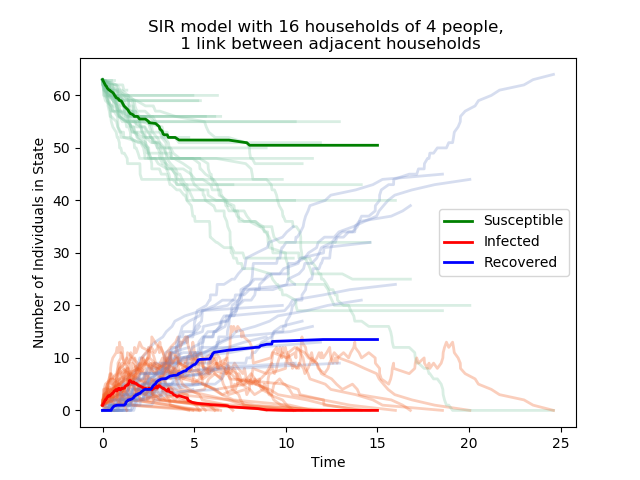 SIR model with 16 households of 4 people,
1 link between adjacent households
Number of Individuals in State
60
50
40
30
20
10
0
Susceptible
Infected
Recovered
0 5 10 15 20 25
Time